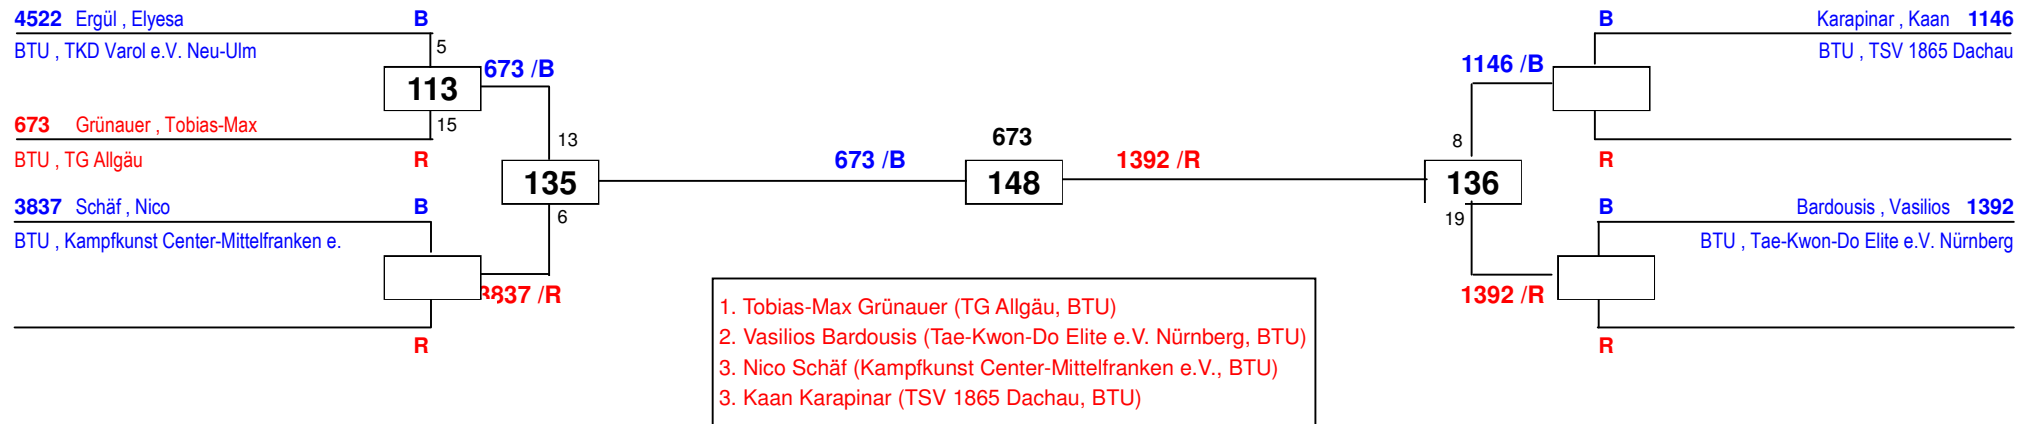 4522 Ergül , Elyesa B
BTU , TKD Varol e.V. Neu-Ulm
5
113
673 /B
673 Grünauer , Tobias-Max
15
BTU , TG Allgäu R
13
135
6
3837 Schäf , Nico B
BTU , Kampfkunst Center-Mittelfranken e.
3837 /R
R
673 /B
673
148
1392 /R
B Karapinar , Kaan 1146
BTU , TSV 1865 Dachau
1146 /B
R
8
136
19
B Bardousis , Vasilios 1392
BTU , Tae-Kwon-Do Elite e.V. Nürnberg
1392 /R
R
1. Tobias-Max Grünauer (TG Allgäu, BTU)
2. Vasilios Bardousis (Tae-Kwon-Do Elite e.V. Nürnberg, BTU)
3. Nico Schäf (Kampfkunst Center-Mittelfranken e.V., BTU)
3. Kaan Karapinar (TSV 1865 Dachau, BTU)